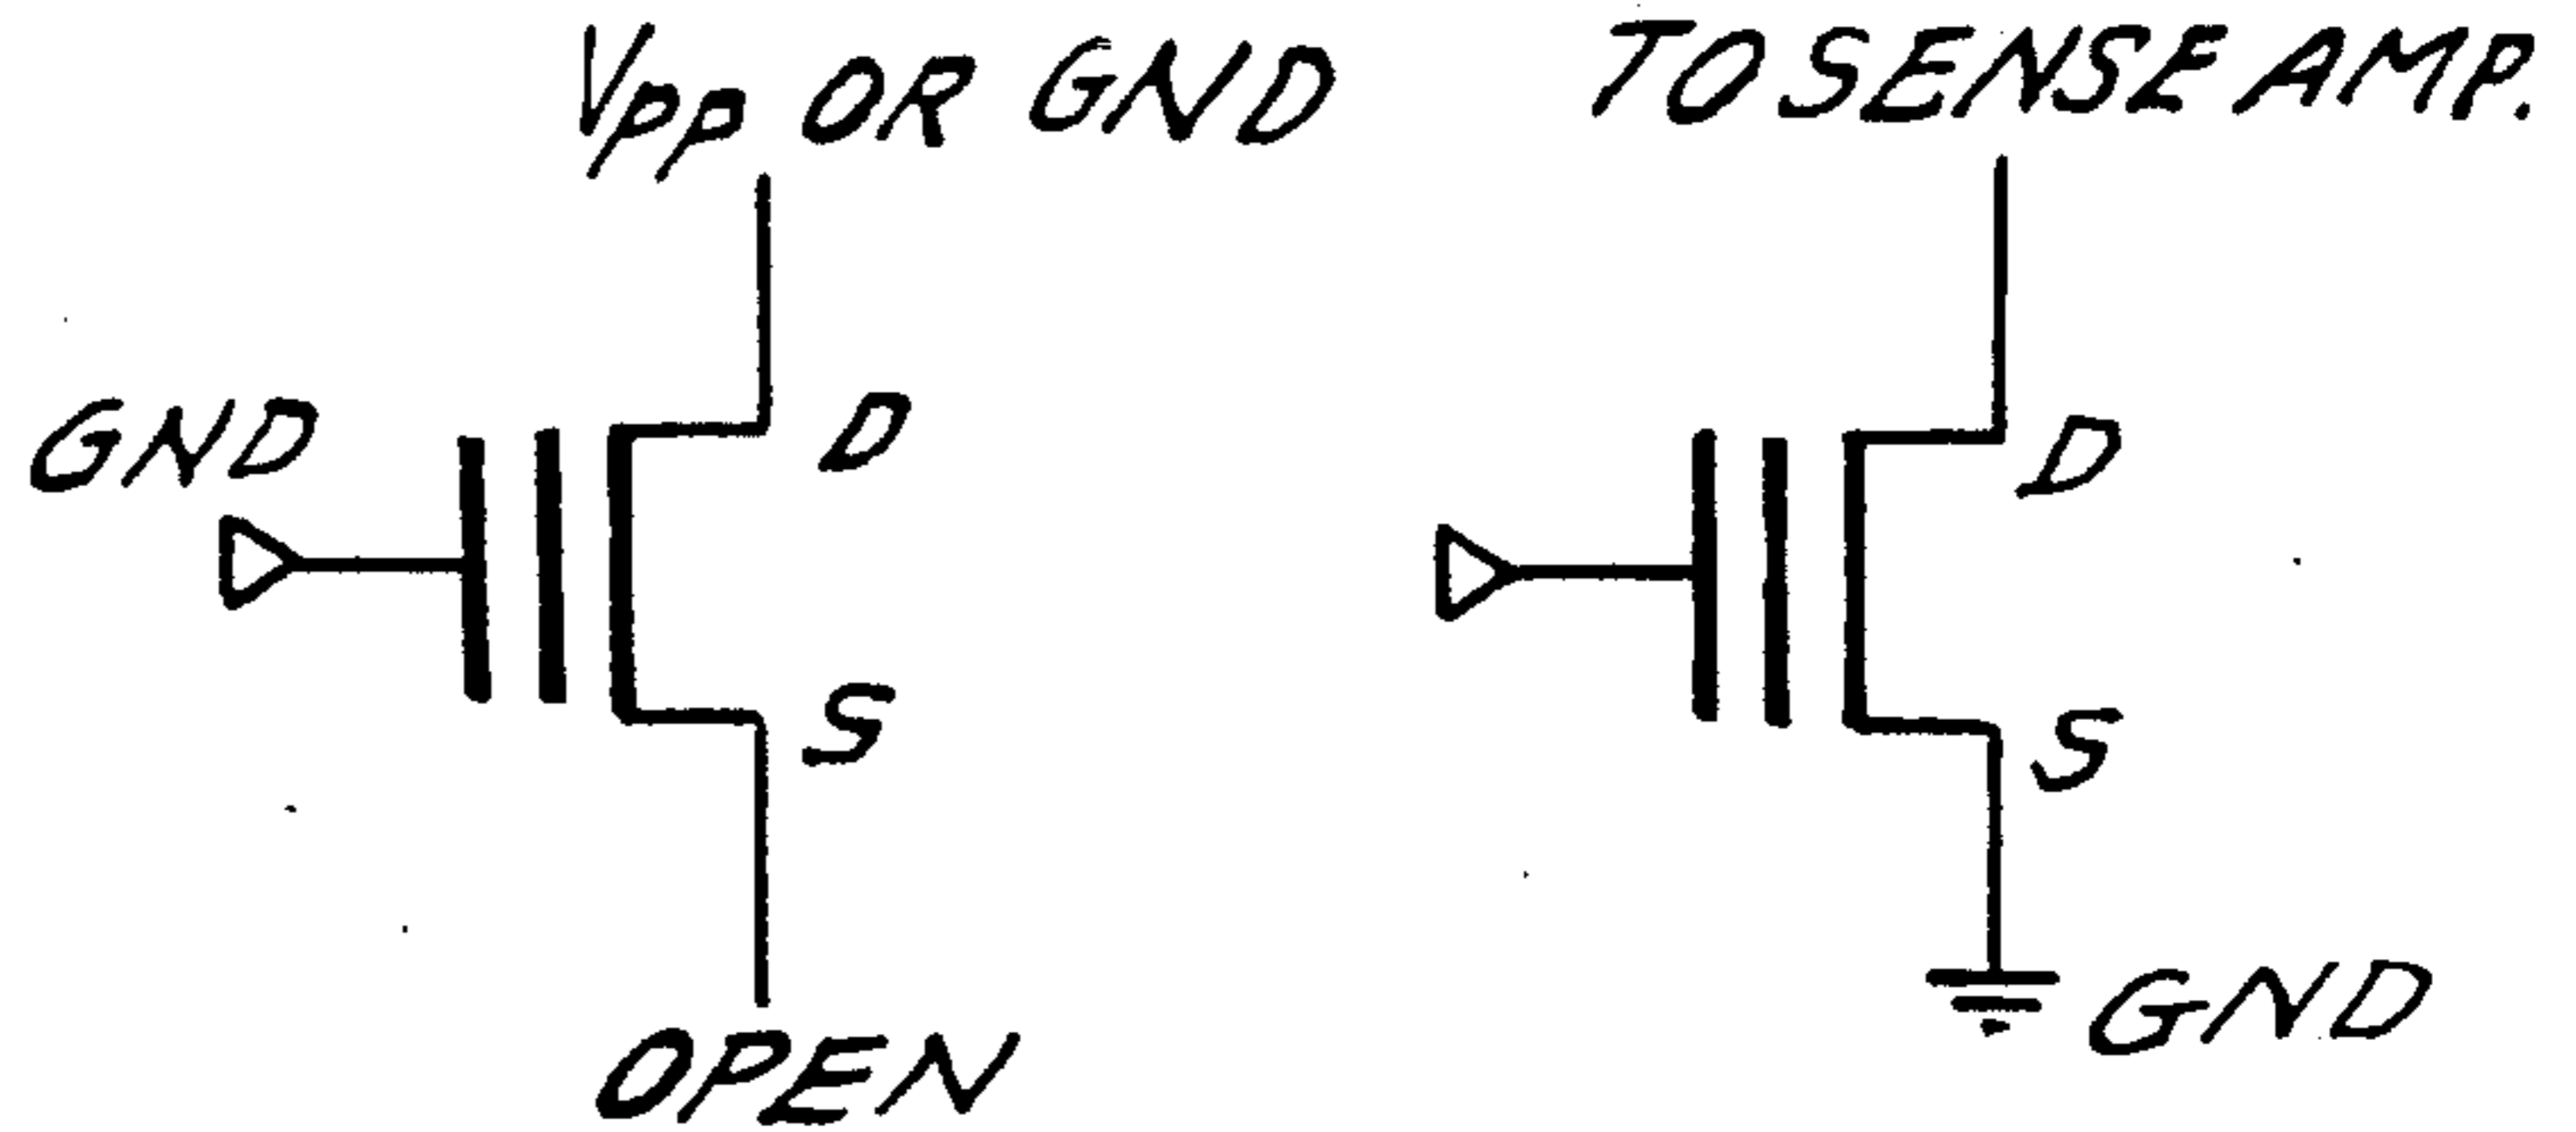 VPP OR GND
TO SENSE AMP.
GND
D
D
S
S
GND
OPEN